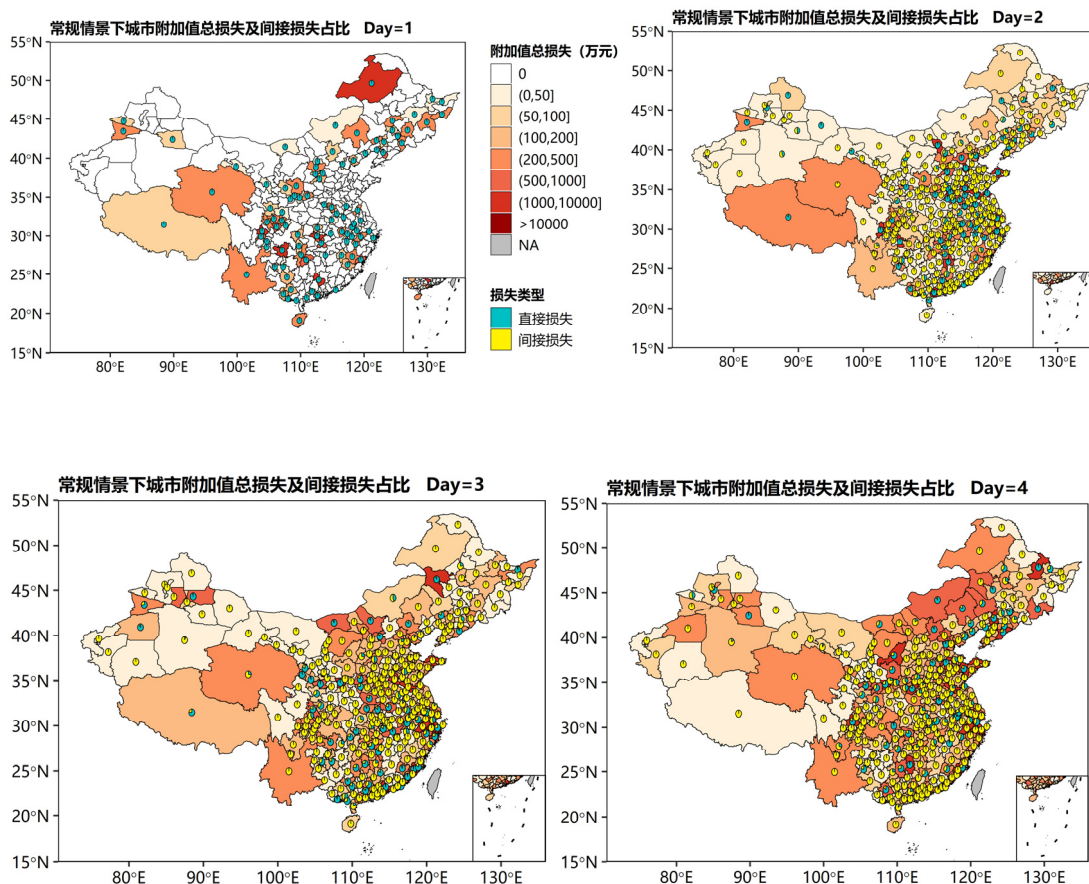 常规情景下城市附加值总损失及间接损失占比 Day=1
55°N
50°N
45°N
40°N
35°N
30°N
25°N
20°N
15°N
80°E 90°E 100°E 110°E 120°E 130°E
附加值总损失（万元）
0
(0,50]
(50,100]
(100,200]
(200,500]
(500,1000]
(1000,10000]
>10000
NA
损失类型
直接损失
间接损失
常规情景下城市附加值总损失及间接损失占比 Day=2
55°N
50°N
45°N
40°N
35°N
30°N
25°N
20°N
15°N
80°E 90°E 100°E 110°E 120°E 130°E
常规情景下城市附加值总损失及间接损失占比 Day=3
55°N
50°N
45°N
40°N
35°N
30°N
25°N
20°N
15°N
80°E 90°E 100°E 110°E 120°E 130°E
常规情景下城市附加值总损失及间接损失占比 Day=4
55°N
50°N
45°N
40°N
35°N
30°N
25°N
20°N
15°N
80°E 90°E 100°E 110°E 120°E 130°E